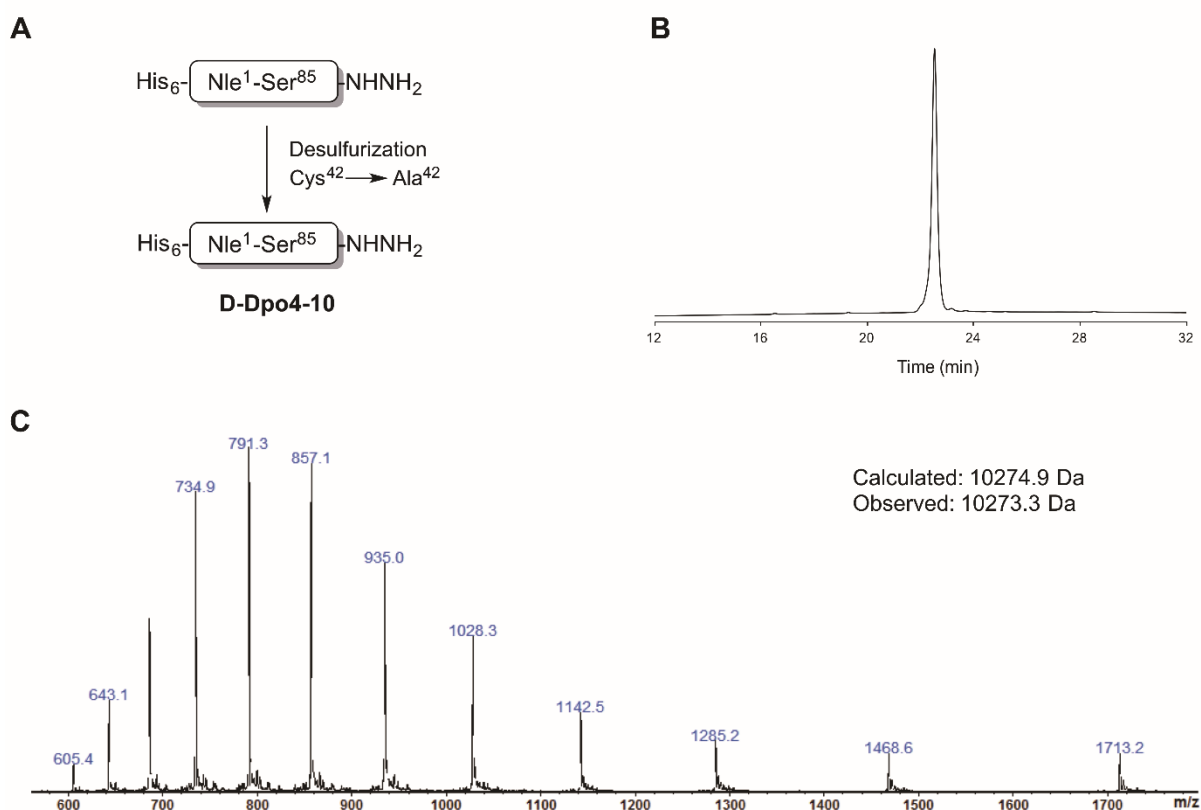 A
His6-
Nle1-Ser85
-NHNH2
Desulfurization
Cys42 → Ala42
His6-
Nle1-Ser85
-NHNH2
D-Dpo4-10
B
12 16 20 24 28 32
Time (min)
C
605.4
643.1
734.9
791.3
857.1
935.0
1028.3
1142.5
1285.2
1468.6
1713.2
Calculated: 10274.9 Da
Observed: 10273.3 Da
600 700 800 900 1000 1100 1200 1300 1400 1500 1600 1700 m/z